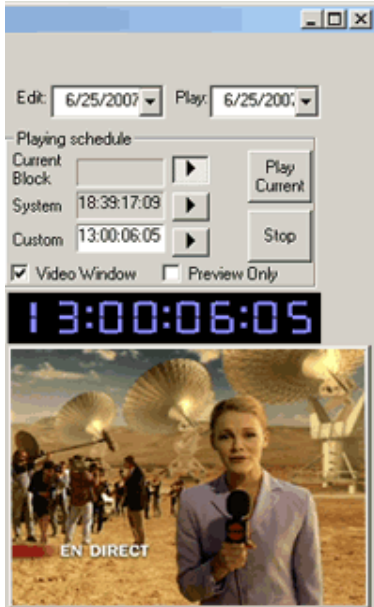 Edit: 6/25/2007 Play: 6/25/200
Playing schedule
Current Block
Play Current
System 18:39:17:09
Custom 13:00:06:05
Stop
Video Window Preview Only
13:00:06:05
EN DIRECT